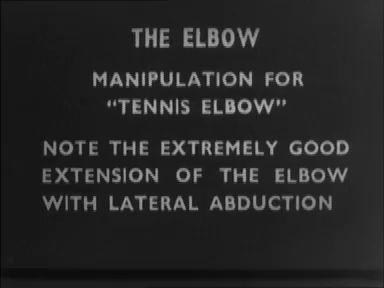 THE ELBOW
MANIPULATION FOR
"TENNIS ELBOW"
NOTE THE EXTREMELY GOOD
EXTENSION OF THE ELBOW
WITH LATERAL ABDUCTION